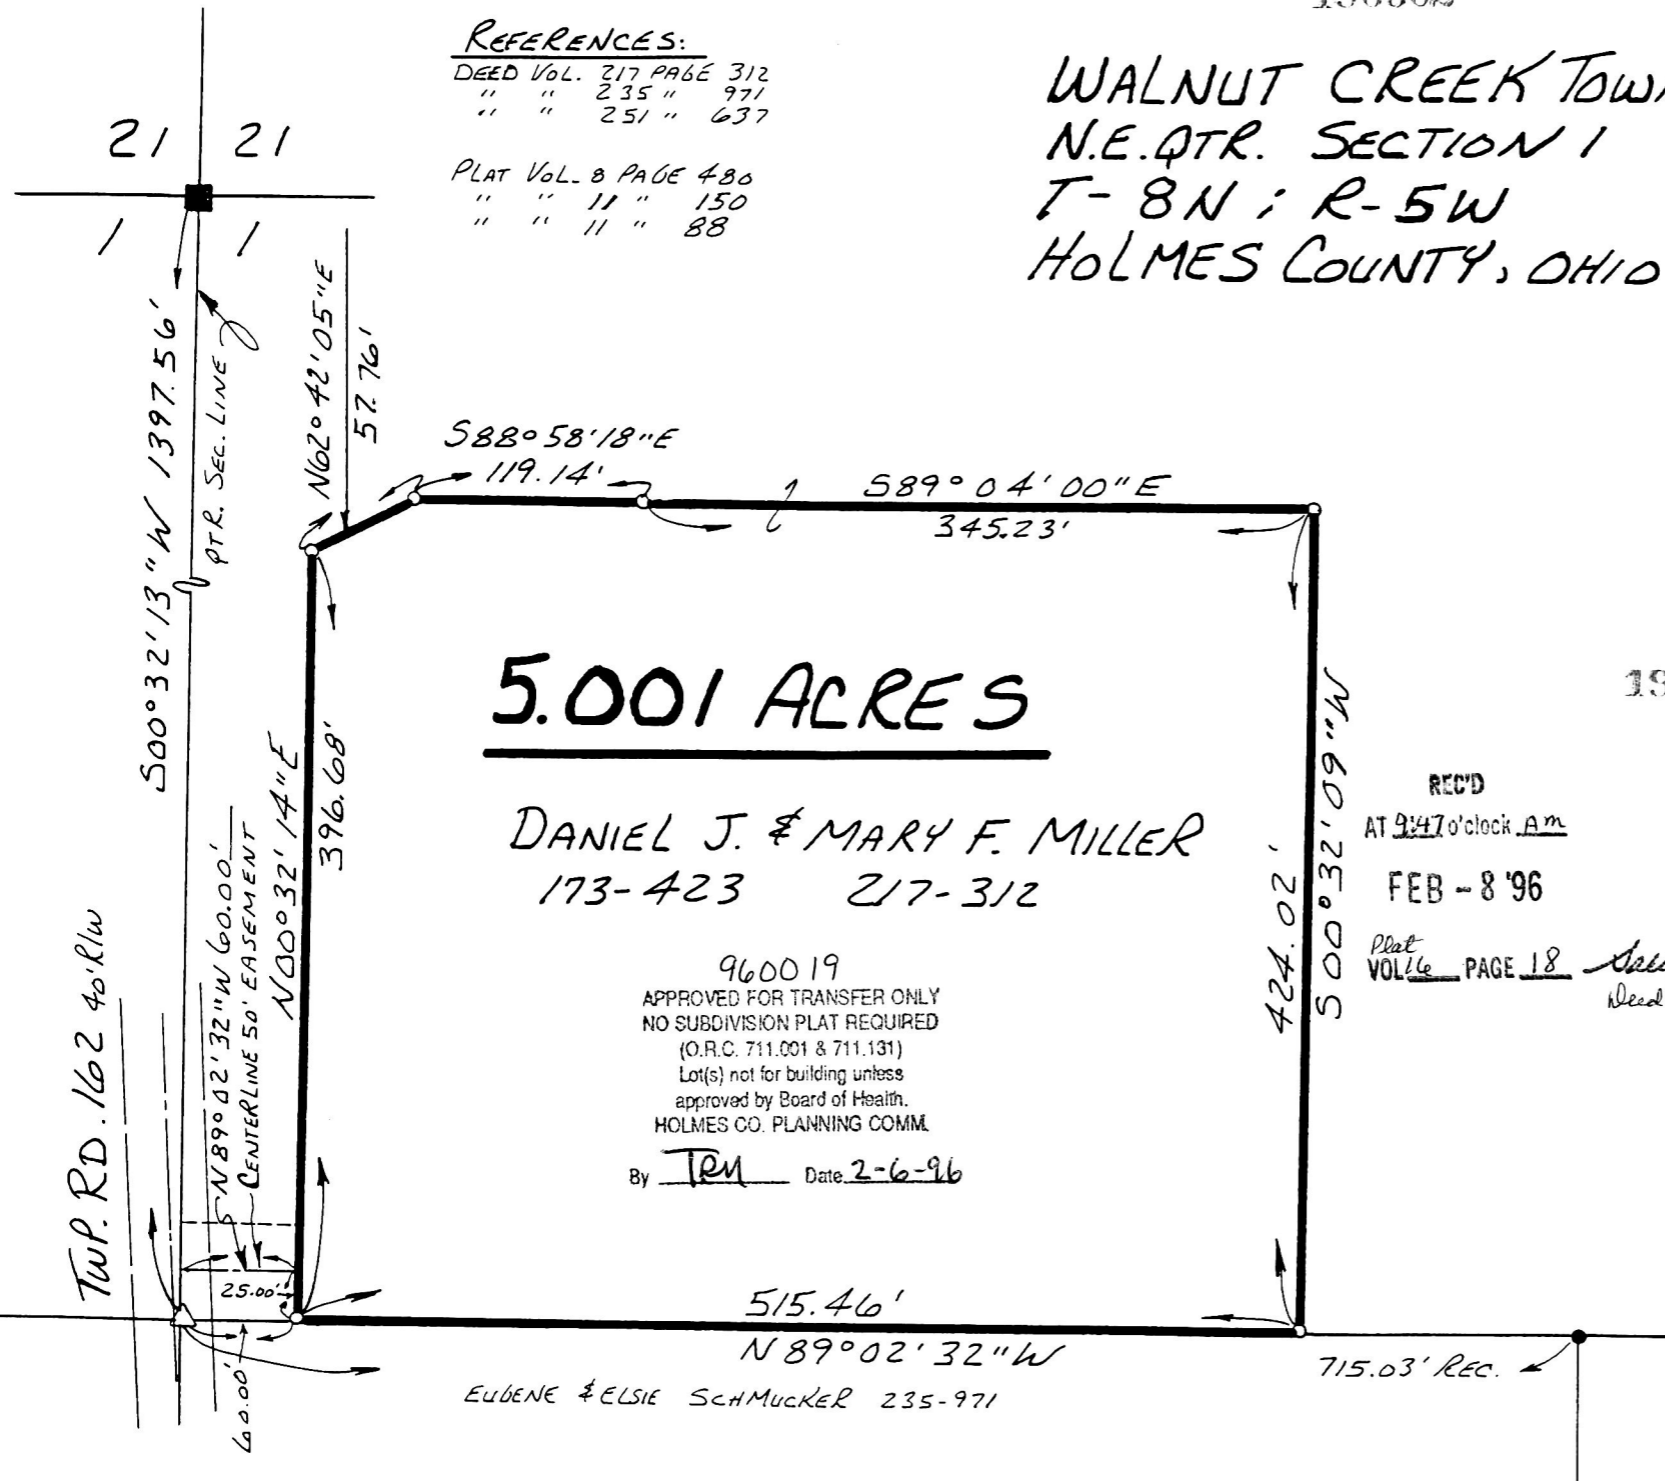 REFERENCES:
DEED VOL. 217 PAGE 312
" " 235 " 971
" " 251 " 637
PLAT VOL. 8 PAGE 480
" " 11 " 150
" " 11 " 88
WALNUT CREEK
N.E. QTR. SECTION 1
T-8N ; R-5W
HOLMES COUNTY, OHIO
21 21
1 1
S00°32'13"W 1397.56'
QTR. SEC. LINE
N62°42'05"E
57.76'
S88°58'18"E
119.14'
S89°04'00"E
345.23'
5.001 ACRES
DANIEL J. & MARY F. MILLER
173-423 217-312
960019
APPROVED FOR TRANSFER ONLY
NO SUBDIVISION PLAT REQUIRED
(O.R.C. 711.001 & 711.131)
Lot(s) not for building unless
approved by Board of Health.
HOLMES CO. PLANNING COMM.
By Date 2-6-96
N00°32'14"E
396.68'
S00°32'09"W
424.02'
REC'D
AT 9:47 o'clock Am
FEB - 8 '96
Plat
VOL 16 PAGE 18
Deed
TWP. RD. 162 40' R/W
N89°02'32"W 60.00'
CENTERLINE 50' EASEMENT
25.00'
60.00'
515.46'
N89°02'32"W
715.03' REC.
EUGENE & ELSIE SCHMUCKER 235-971